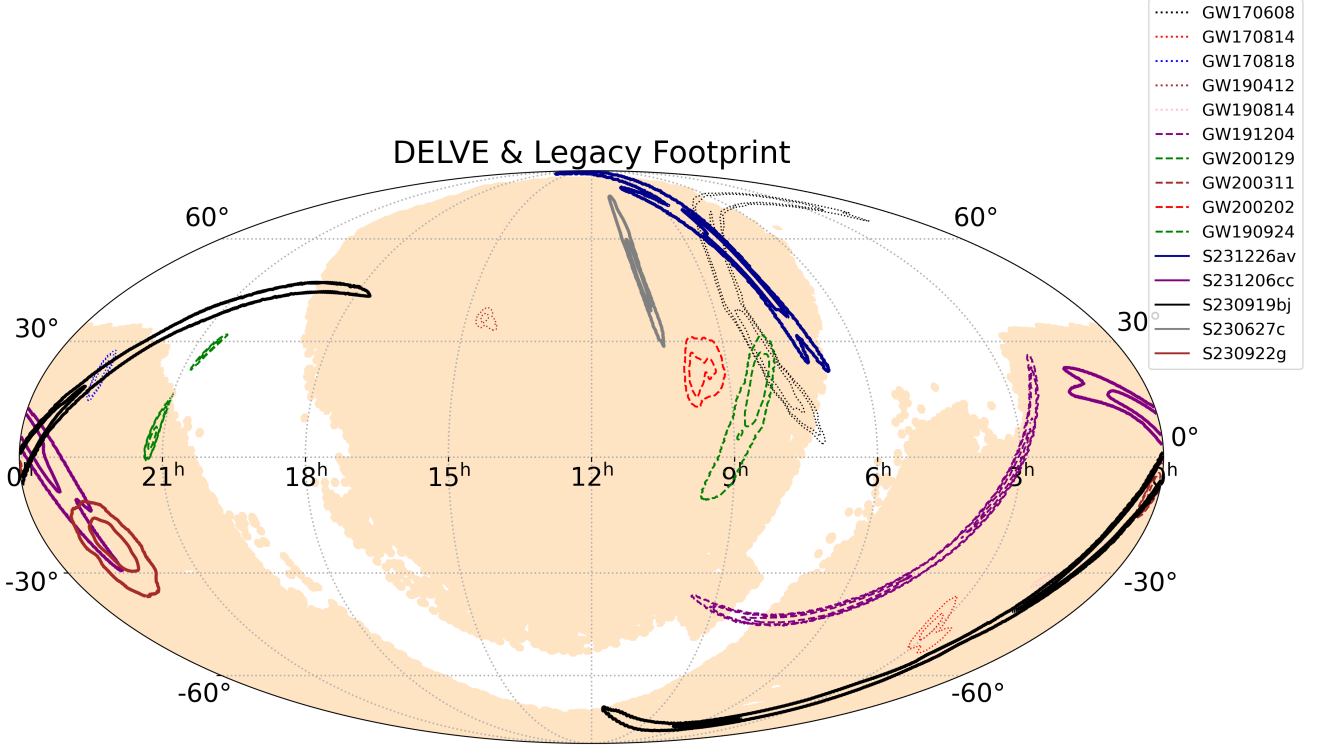 GW170608
GW170814
GW170818
GW190412
GW190814
GW191204
GW200129
GW200311
GW200202
GW190924
S231226av
S231206cc
S230919bj
S230627c
S230922g
DELVE & Legacy Footprint
60° 60°
30° 30
0°
0h 21h 18h 15h 12h 9h 6h 3h h
-30° -30°
-60° -60°